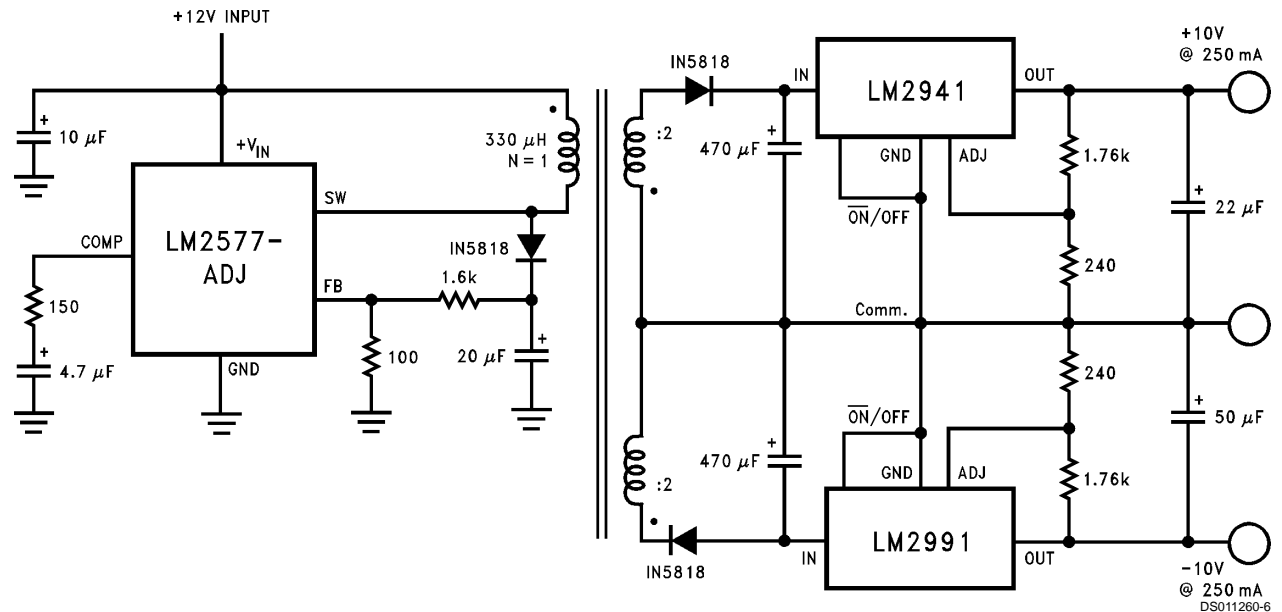 +12V INPUT
10 μF
+
+VIN
LM2577-
ADJ
SW
COMP
FB
GND
150
4.7 μF
+
100
1.6k
IN5818
20 μF
+
330 μH
N = 1
:2
IN5818
470 μF
+
IN
LM2941
OUT
GND
ADJ
ON/OFF
1.76k
240
22 μF
+
+10V
@ 250 mA
Comm.
:2
IN5818
470 μF
+
ON/OFF
GND
ADJ
IN
LM2991
OUT
240
1.76k
50 μF
+
-10V
@ 250 mA
DS011260-6